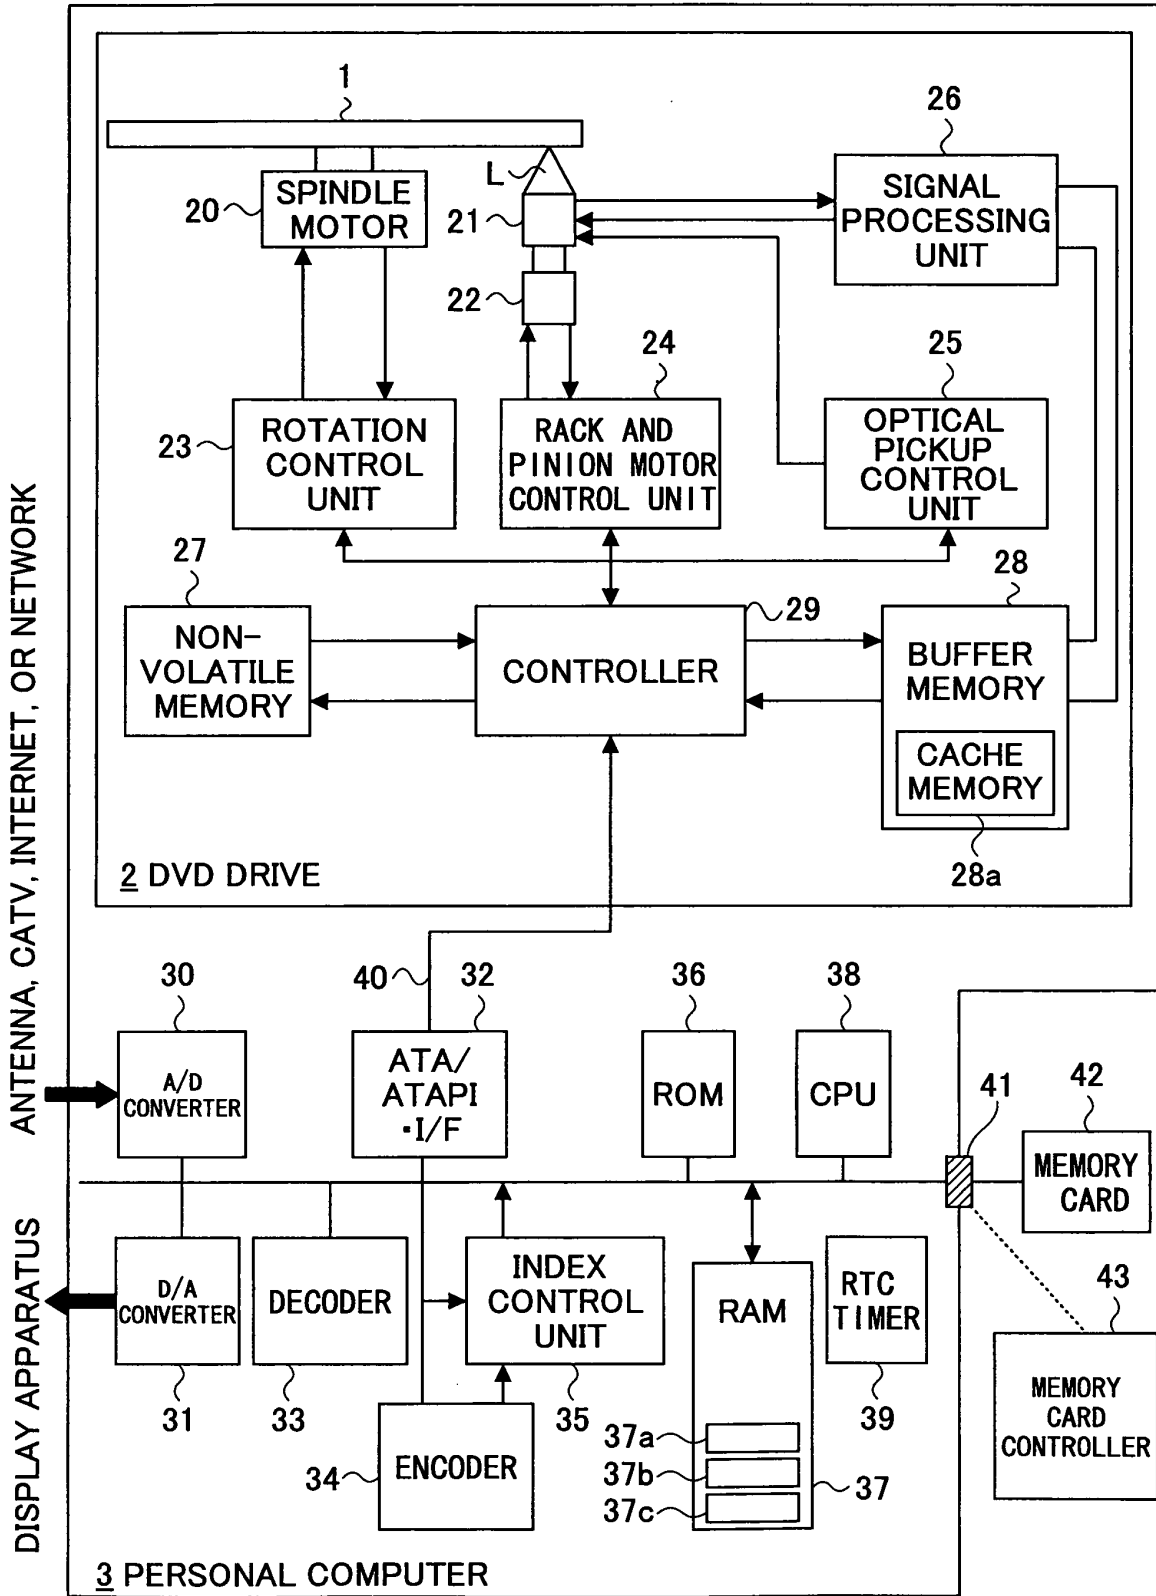 1
26
L
20
SPINDLE
MOTOR
21
SIGNAL
PROCESSING
UNIT
22
24
25
23
ROTATION
CONTROL
UNIT
RACK AND
PINION MOTOR
CONTROL UNIT
OPTICAL
PICKUP
CONTROL
UNIT
27
29
28
NON-
VOLATILE
MEMORY
CONTROLLER
BUFFER
MEMORY
CACHE
MEMORY
28a
2 DVD DRIVE
ANTENNA, CATV, INTERNET, OR NETWORK
30
40
32
36
38
A/D
CONVERTER
ATA/
ATAPI
・I/F
ROM
CPU
41
42
MEMORY
CARD
DISPLAY APPARATUS
D/A
CONVERTER
DECODER
INDEX
CONTROL
UNIT
RAM
RTC
TIMER
43
31
33
35
39
MEMORY
CARD
CONTROLLER
34
ENCODER
37a
37b
37c
37
3 PERSONAL COMPUTER